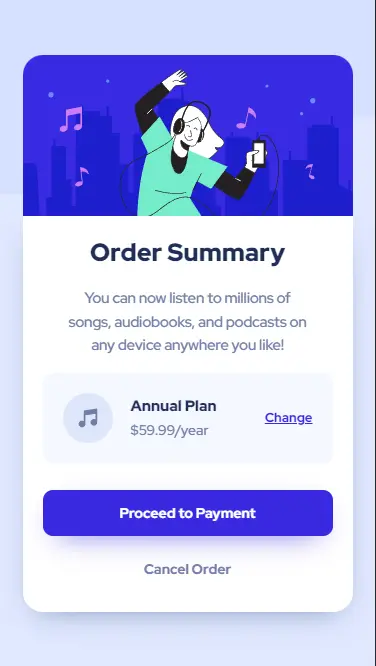 Order Summary
You can now listen to millions of
songs, audiobooks, and podcasts on
any device anywhere you like!
Annual Plan
$59.99/year
Change
Proceed to Payment
Cancel Order